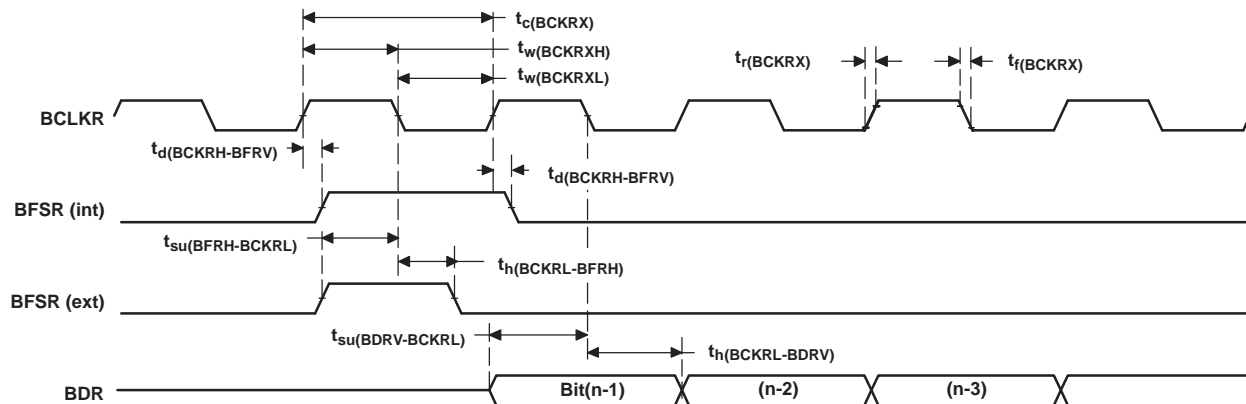 tc(BCKRX)
tw(BCKRXH)
tr(BCKRX)
tf(BCKRX)
tw(BCKRXL)
BCLKR
td(BCKRH-BFRV)
td(BCKRH-BFRV)
BFSR (int)
tsu(BFRH-BCKRL)
th(BCKRL-BFRH)
BFSR (ext)
tsu(BDRV-BCKRL)
th(BCKRL-BDRV)
BDR
Bit(n-1)
(n-2)
(n-3)